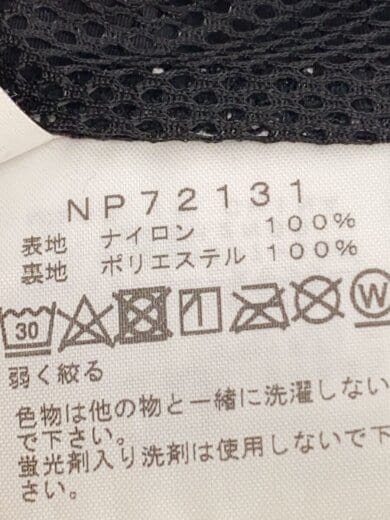 NP72131
表地 ナイロン 100%
裏地 ポリエステル 100%
30 W
弱く絞る
色物は他の物と一緒に洗濯しない
で下さい。
蛍光剤入り洗剤は使用しないで下
さい。